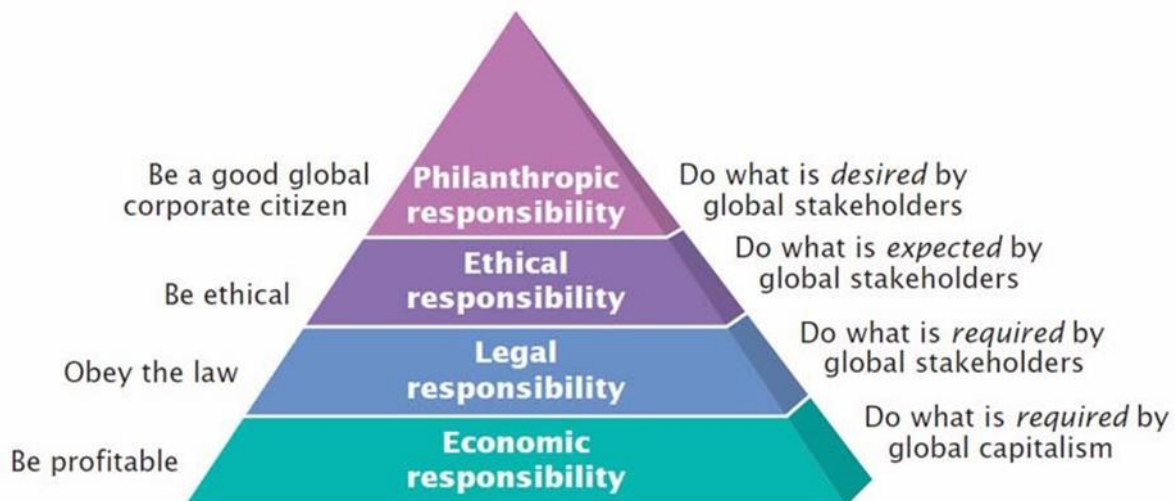 Be a good global
corporate citizen
Philanthropic
responsibility
Do what is desired by
global stakeholders
Be ethical
Ethical
responsibility
Do what is expected by
global stakeholders
Obey the law
Legal
responsibility
Do what is required by
global stakeholders
Be profitable
Economic
responsibility
Do what is required by
global capitalism